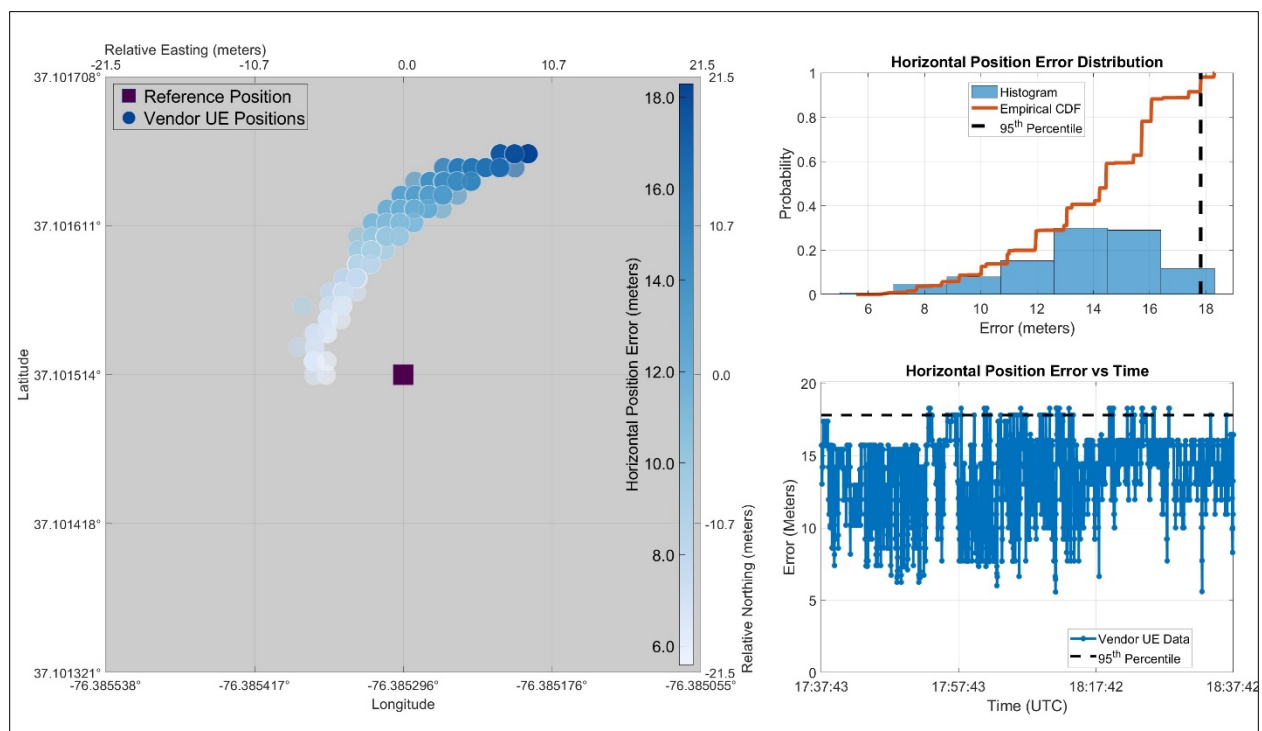 Relative Easting (meters)
-21.5 -10.7 0.0 10.7 21.5
37.101708°
37.101611°
37.101514°
37.101418°
37.101321°
Latitude
Reference Position
Vendor UE Positions
18.0
16.0
14.0
12.0
10.0
8.0
6.0
Horizontal Position Error (meters)
21.5
10.7
0.0
-10.7
-21.5
Relative Northing (meters)
-76.385538° -76.385417° -76.385296° -76.385176° -76.385055°
Longitude
Horizontal Position Error Distribution
Histogram
Empirical CDF
95th Percentile
1
0.8
0.6
0.4
0.2
0
Probability
6 8 10 12 14 16 18
Error (meters)
Horizontal Position Error vs Time
20
15
10
5
0
Error (Meters)
Vendor UE Data
95th Percentile
17:37:43 17:57:43 18:17:42 18:37:42
Time (UTC)